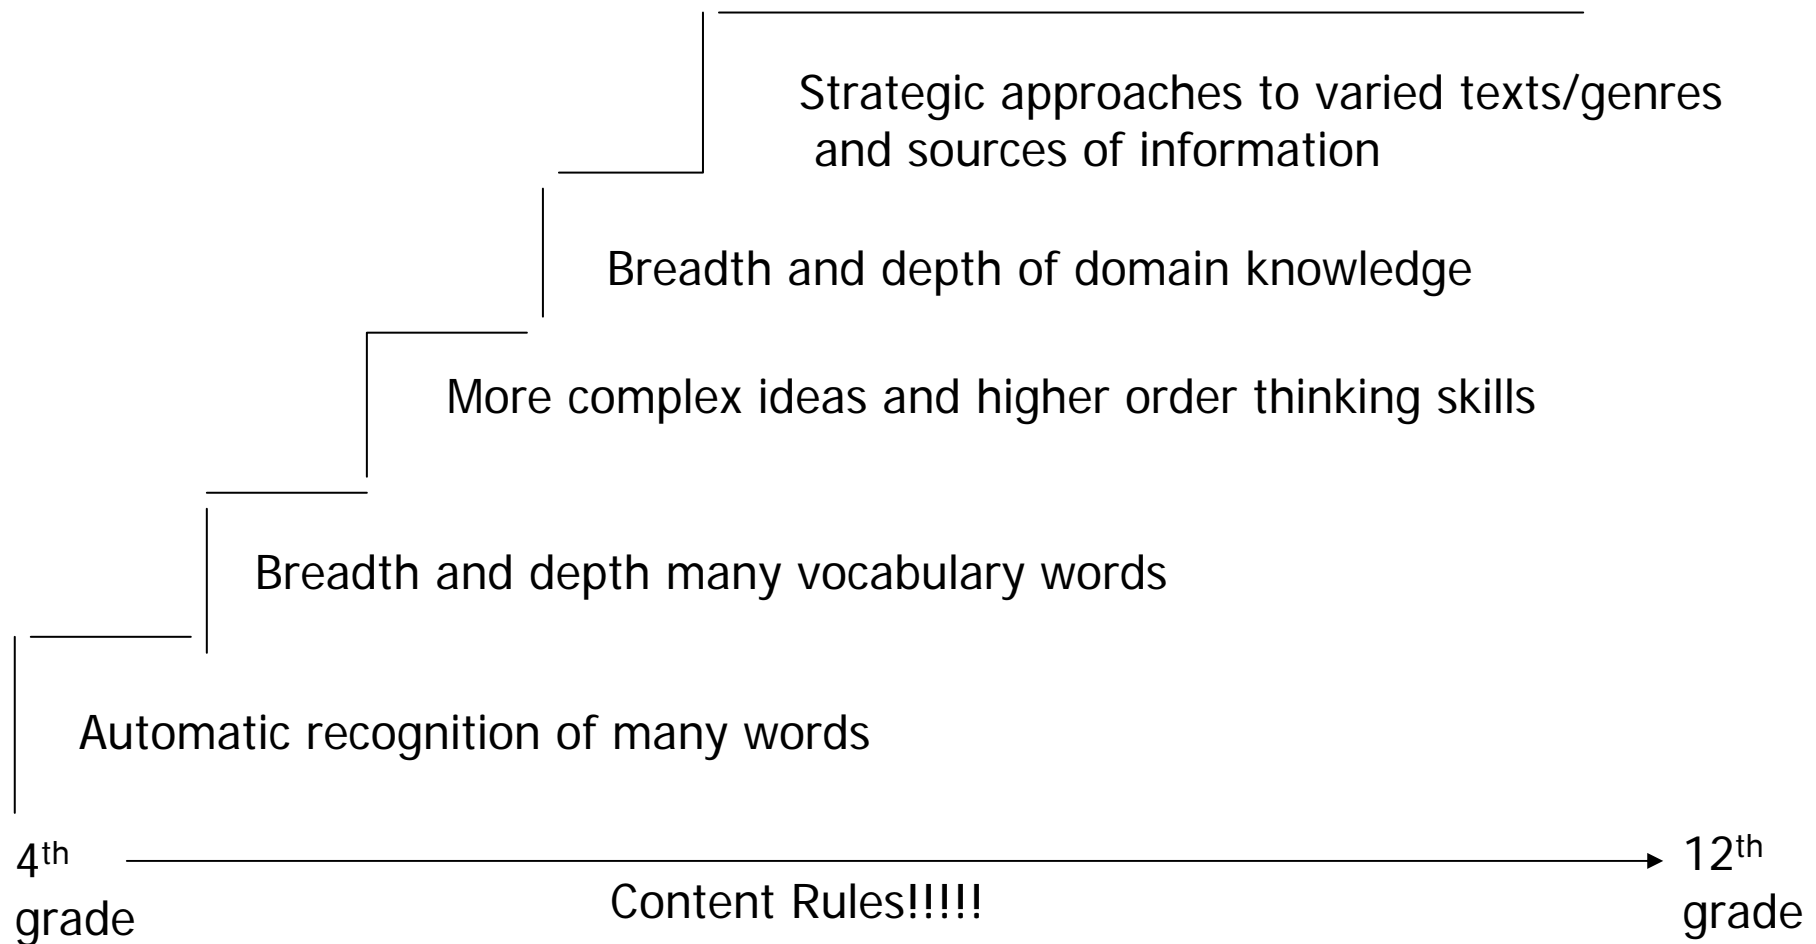 Strategic approaches to varied texts/genres
and sources of information
Breadth and depth of domain knowledge
More complex ideas and higher order thinking skills
Breadth and depth many vocabulary words
Automatic recognition of many words
4th
grade
Content Rules!!!!!
12th
grade